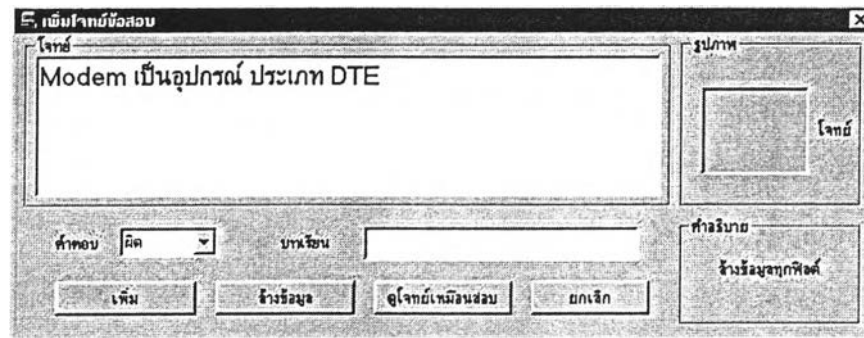 เพิ่มโจทย์ข้อสอบ
โจทย์
Modem เป็นอุปกรณ์ ประเภท DTE
รูปภาพ
โจทย์
คำตอบ ผิด บทเรียน
คำอธิบาย
ล้างข้อมูลทุกฟิลด์
เพิ่ม ล้างข้อมูล ดูโจทย์เหมือนสอบ ยกเลิก